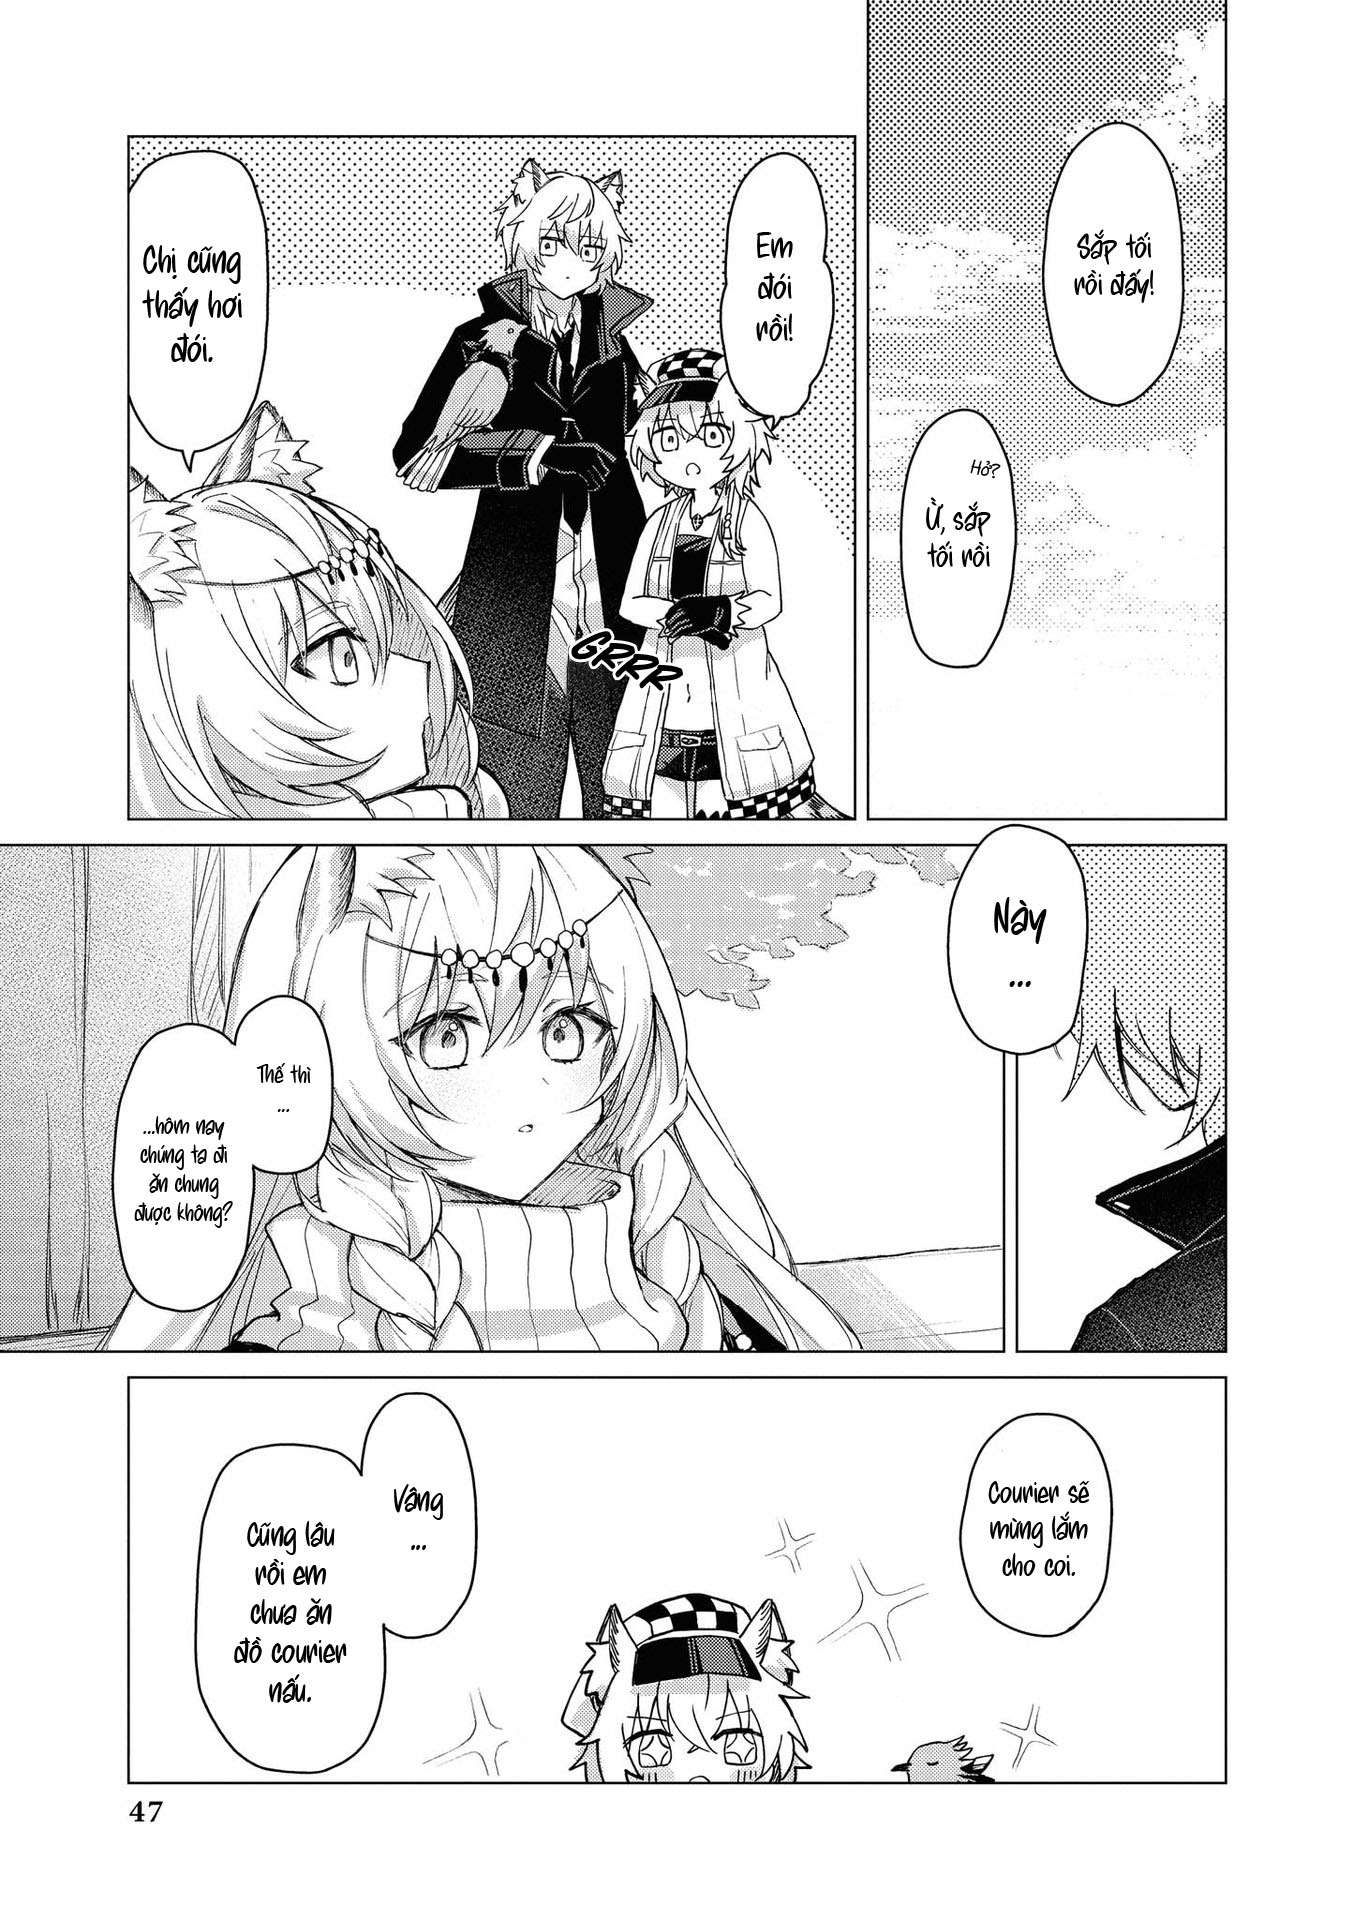 Sắp tối
rồi đấy!
Hở?
Ừ, sắp
tối rồi
Em
đói
rồi!
GRRR
Chị cũng
thấy hơi
đói.
Này
...
Thế thì
...
...hôm nay
chúng ta đi
ăn chung
được không?
Courier sẽ
mừng lắm
cho coi.
Vâng
...
Cũng lâu
rồi em
chưa ăn
đồ courier
nấu.
47